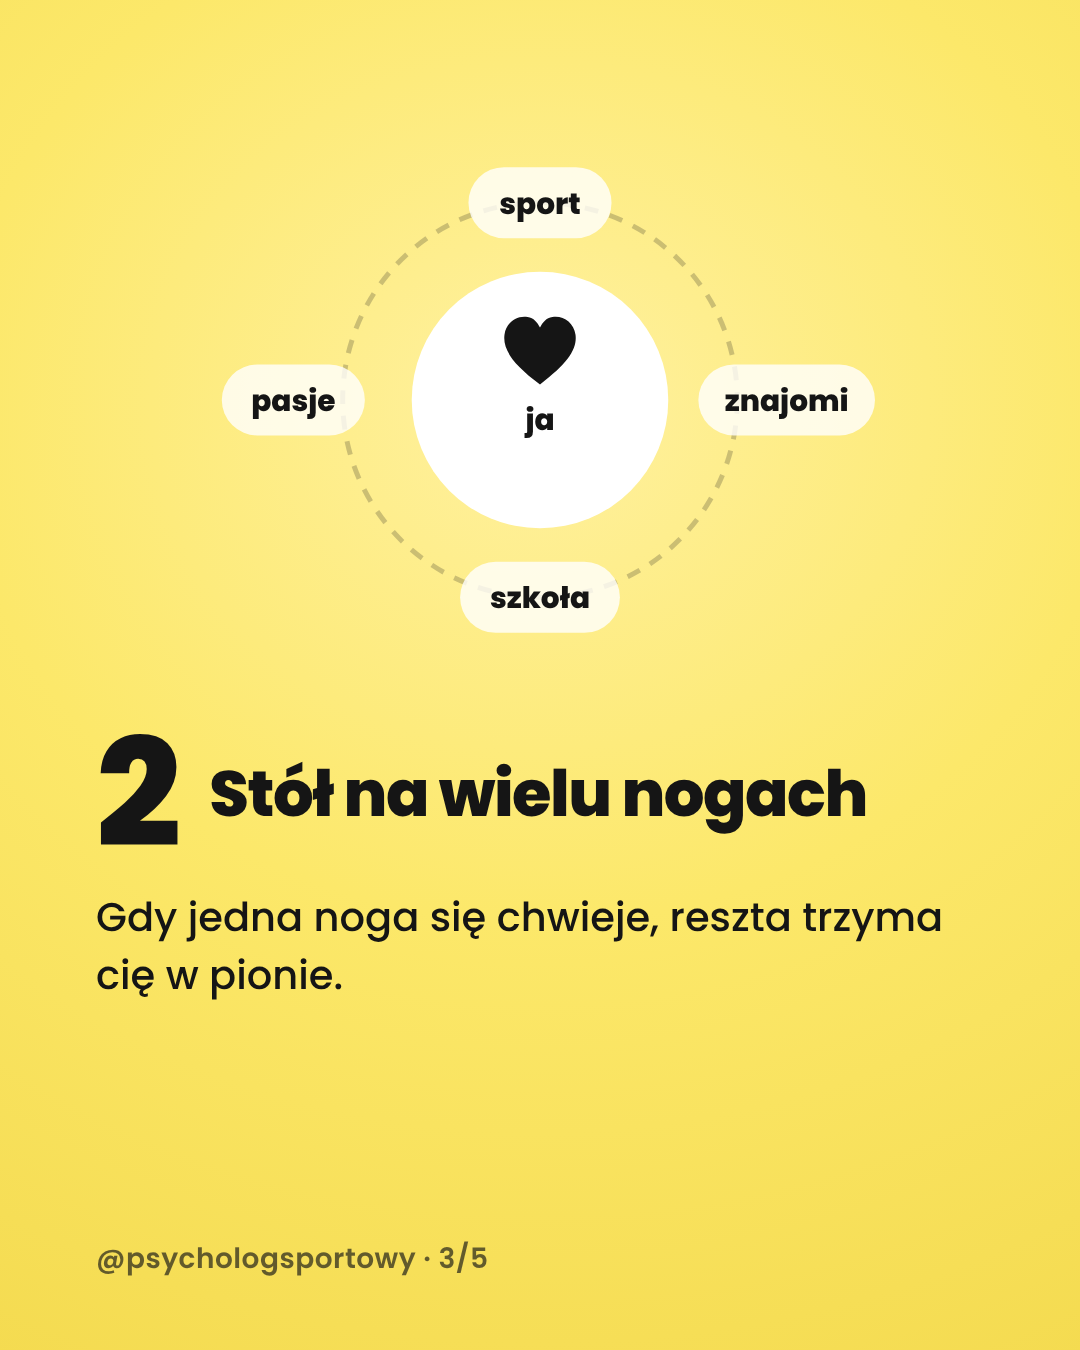 sport
pasje
ja
znajomi
szkoła
2 Stół na wielu nogach
Gdy jedna noga się chwieje, reszta trzyma
cię w pionie.
@psychologsportowy · 3/5